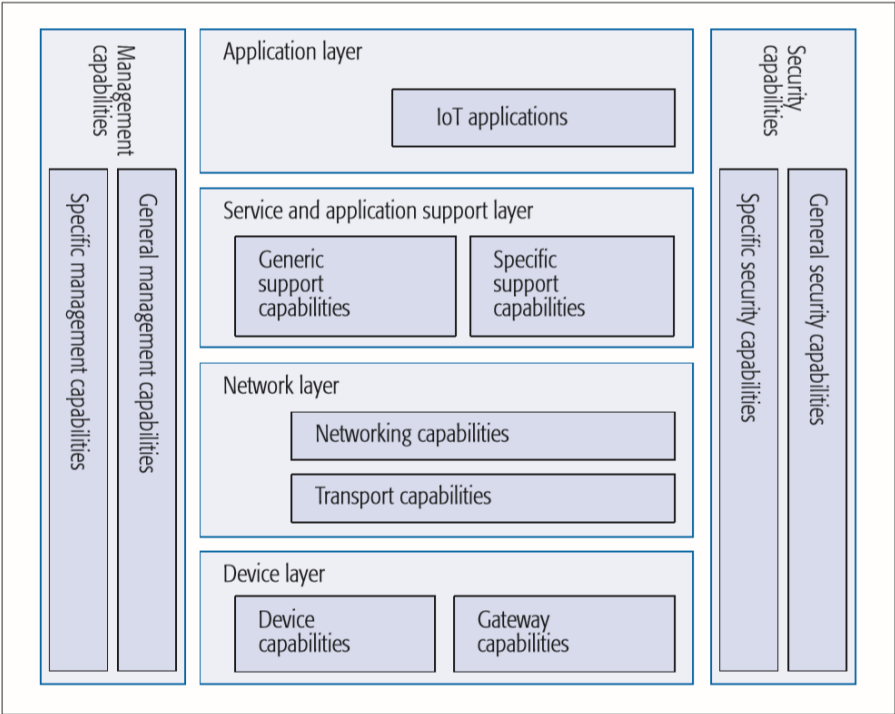 Management
capabilities
Specific management capabilities
General management capabilities
Application layer
IoT applications
Service and application support layer
Generic
support
capabilities
Specific
support
capabilities
Network layer
Networking capabilities
Transport capabilities
Device layer
Device
capabilities
Gateway
capabilities
Security
capabilities
Specific security capabilities
General security capabilities